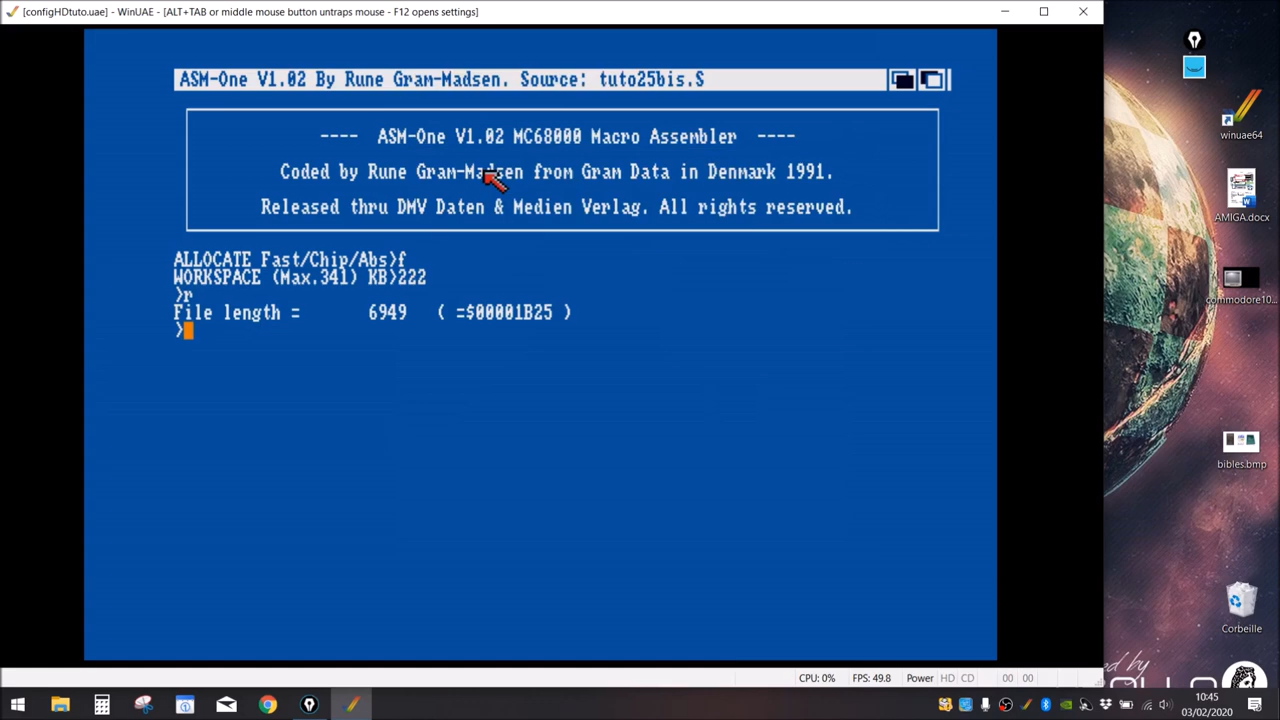 [configHDtuto.uae] - WinUAE - [ALT+TAB or middle mouse button untraps mouse - F12 opens settings]
ASM-One V1.02 By Rune Gram-Madsen. Source: tuto25bis.S
---- ASM-One V1.02 MC68000 Macro Assembler ----
Coded by Rune Gram-Madsen from Gram Data in Denmark 1991.
Released thru DMV Daten & Medien Verlag. All rights reserved.
ALLOCATE Fast/Chip/Abs>f
WORKSPACE (Max.341) KB>222
>r
File length = 6949 ( =$00001B25 )
>
winuae64
AMIGA.docx
commodore10...
bibles.bmp
Corbeille
CPU: 0% FPS: 49.8 Power HD CD 00 00
by
10:45
03/02/2020